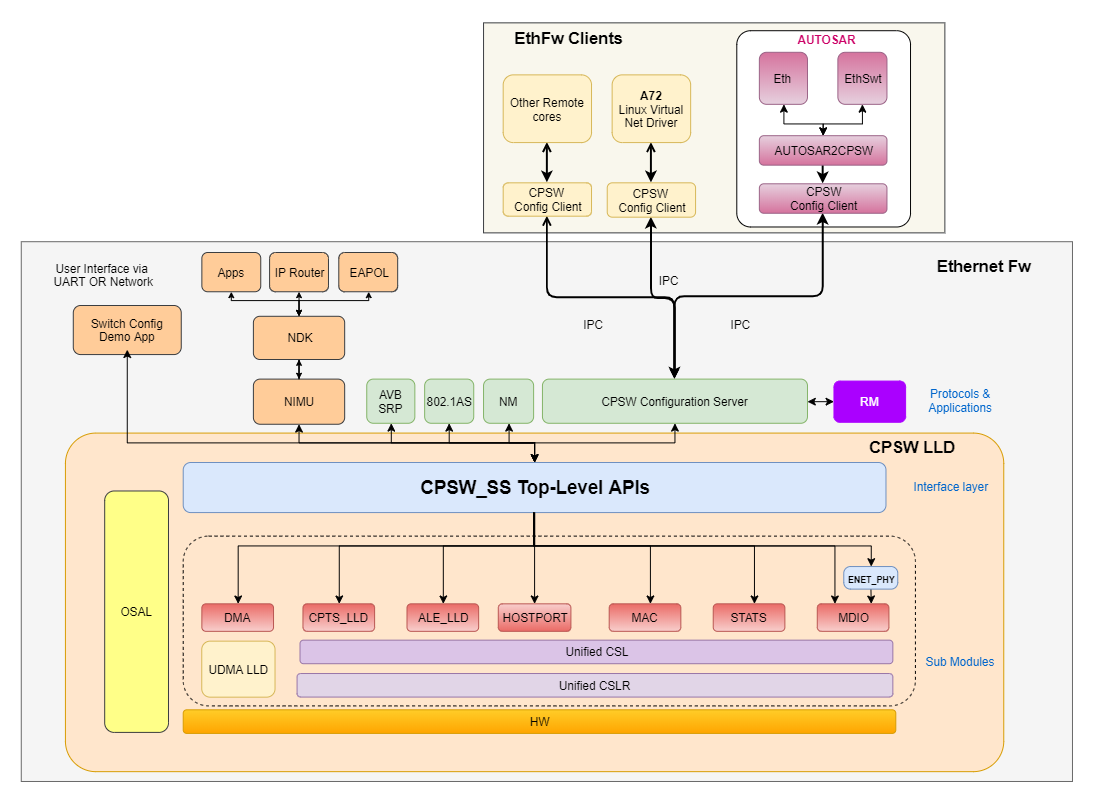 EthFw Clients
AUTOSAR
Eth
EthSwt
Other Remote
cores
A72
Linux Virtual
Net Driver
AUTOSAR2CPSW
CPSW
Config Client
CPSW
Config Client
CPSW
Config Client
Ethernet Fw
User Interface via
UART OR Network
Apps
IP Router
EAPOL
IPC
Switch Config
Demo App
NDK
IPC
IPC
NIMU
AVB
SRP
802.1AS
NM
CPSW Configuration Server
RM
Protocols &
Applications
CPSW LLD
CPSW_SS Top-Level APIs
Interface layer
OSAL
ENET_PHY
DMA
CPTS_LLD
ALE_LLD
HOSTPORT
MAC
STATS
MDIO
UDMA LLD
Unified CSL
Sub Modules
Unified CSLR
HW